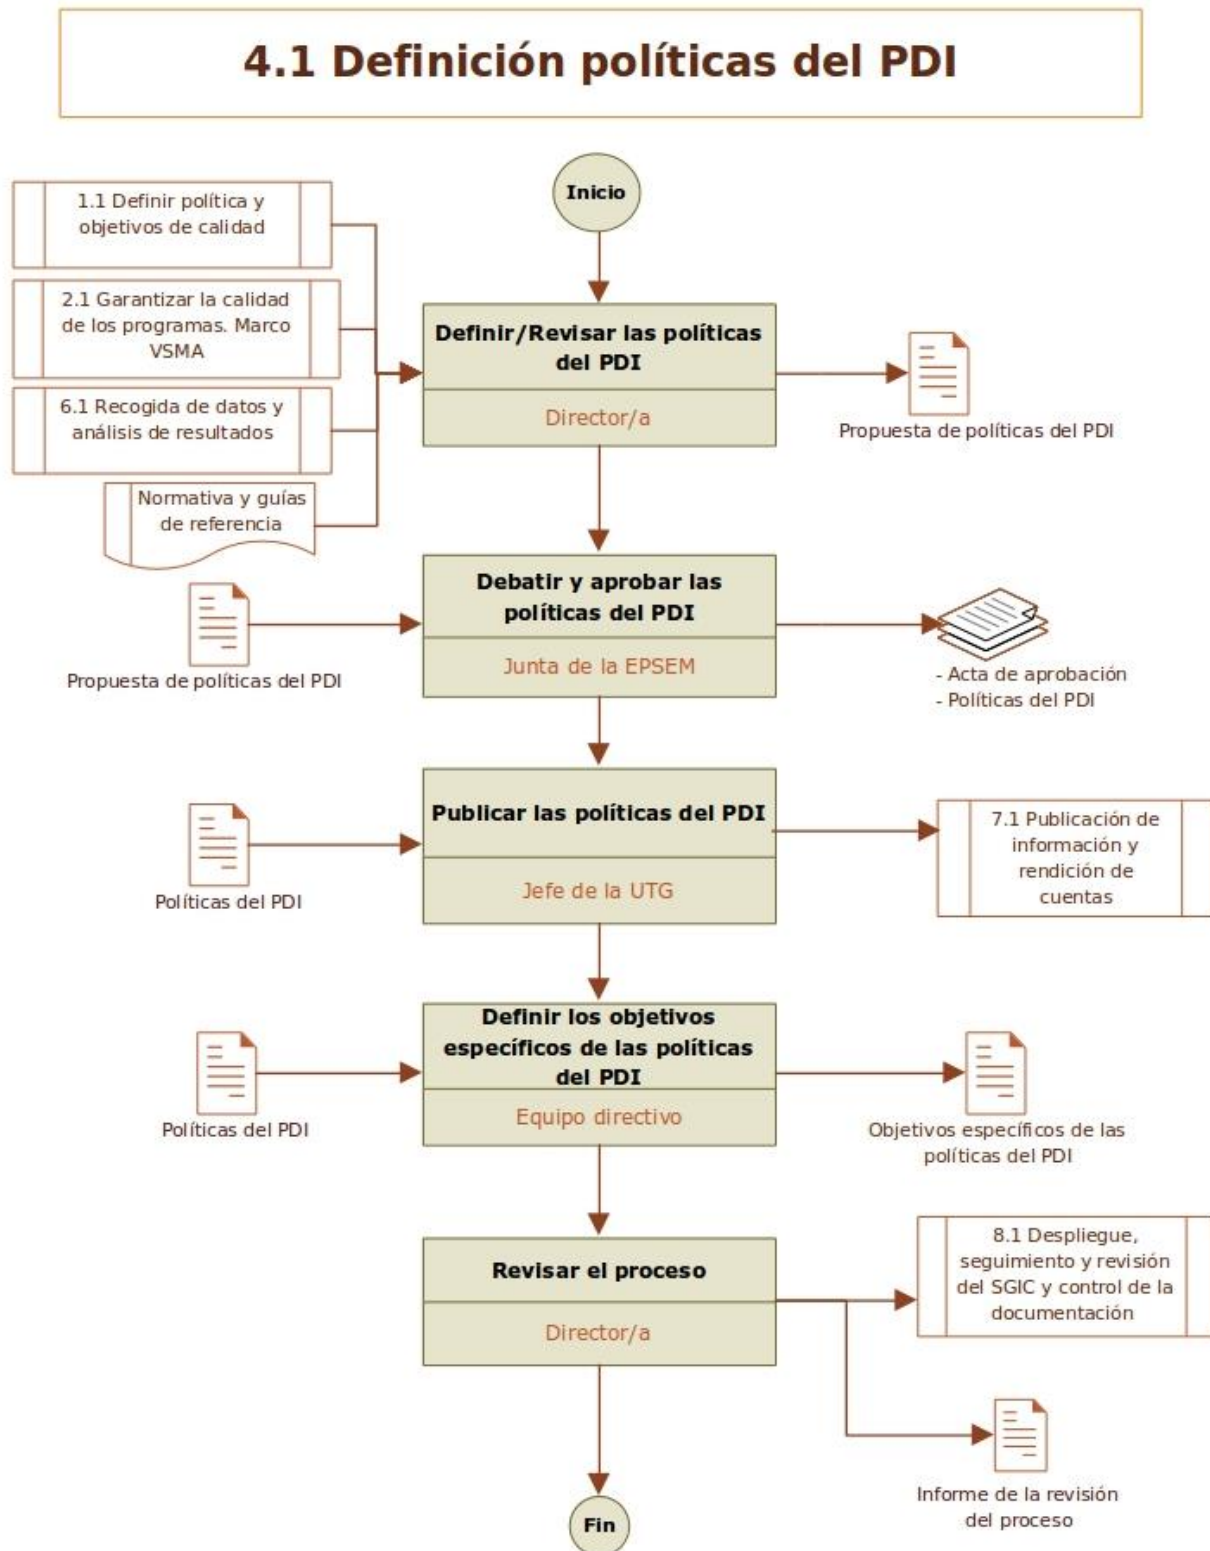 4.1 Definición políticas del PDI
Inicio
1.1 Definir política y
objetivos de calidad
2.1 Garantizar la calidad
de los programas. Marco
VSMA
6.1 Recogida de datos y
análisis de resultados
Normativa y guías
de referencia
Definir/Revisar las políticas
del PDI
Director/a
Propuesta de políticas del PDI
Propuesta de políticas del PDI
Debatir y aprobar las
políticas del PDI
Junta de la EPSEM
- Acta de aprobación
- Políticas del PDI
Políticas del PDI
Publicar las políticas del PDI
Jefe de la UTG
7.1 Publicación de
información y
rendición de
cuentas
Políticas del PDI
Definir los objetivos
específicos de las políticas
del PDI
Equipo directivo
Objetivos específicos de las
políticas del PDI
Revisar el proceso
Director/a
8.1 Despliegue,
seguimiento y revisión
del SGIC y control de la
documentación
Informe de la revisión
del proceso
Fin